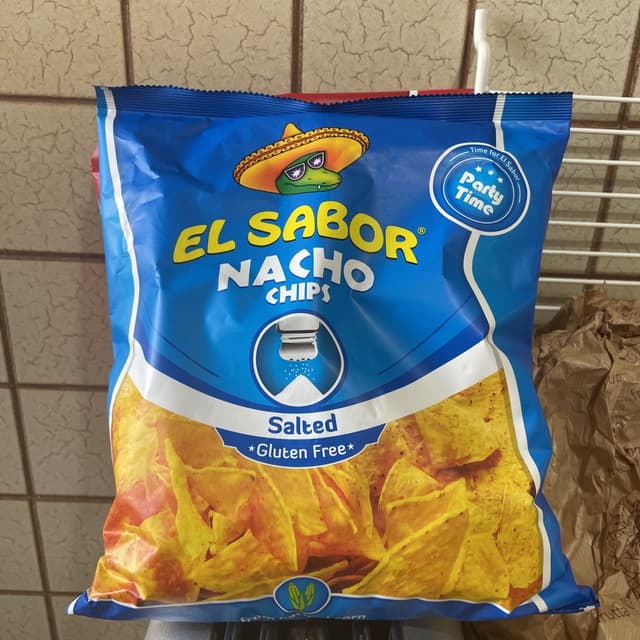 Time for El Sabor
Party
Time
EL SABOR®
NACHO
CHIPS
Salted
★Gluten Free★